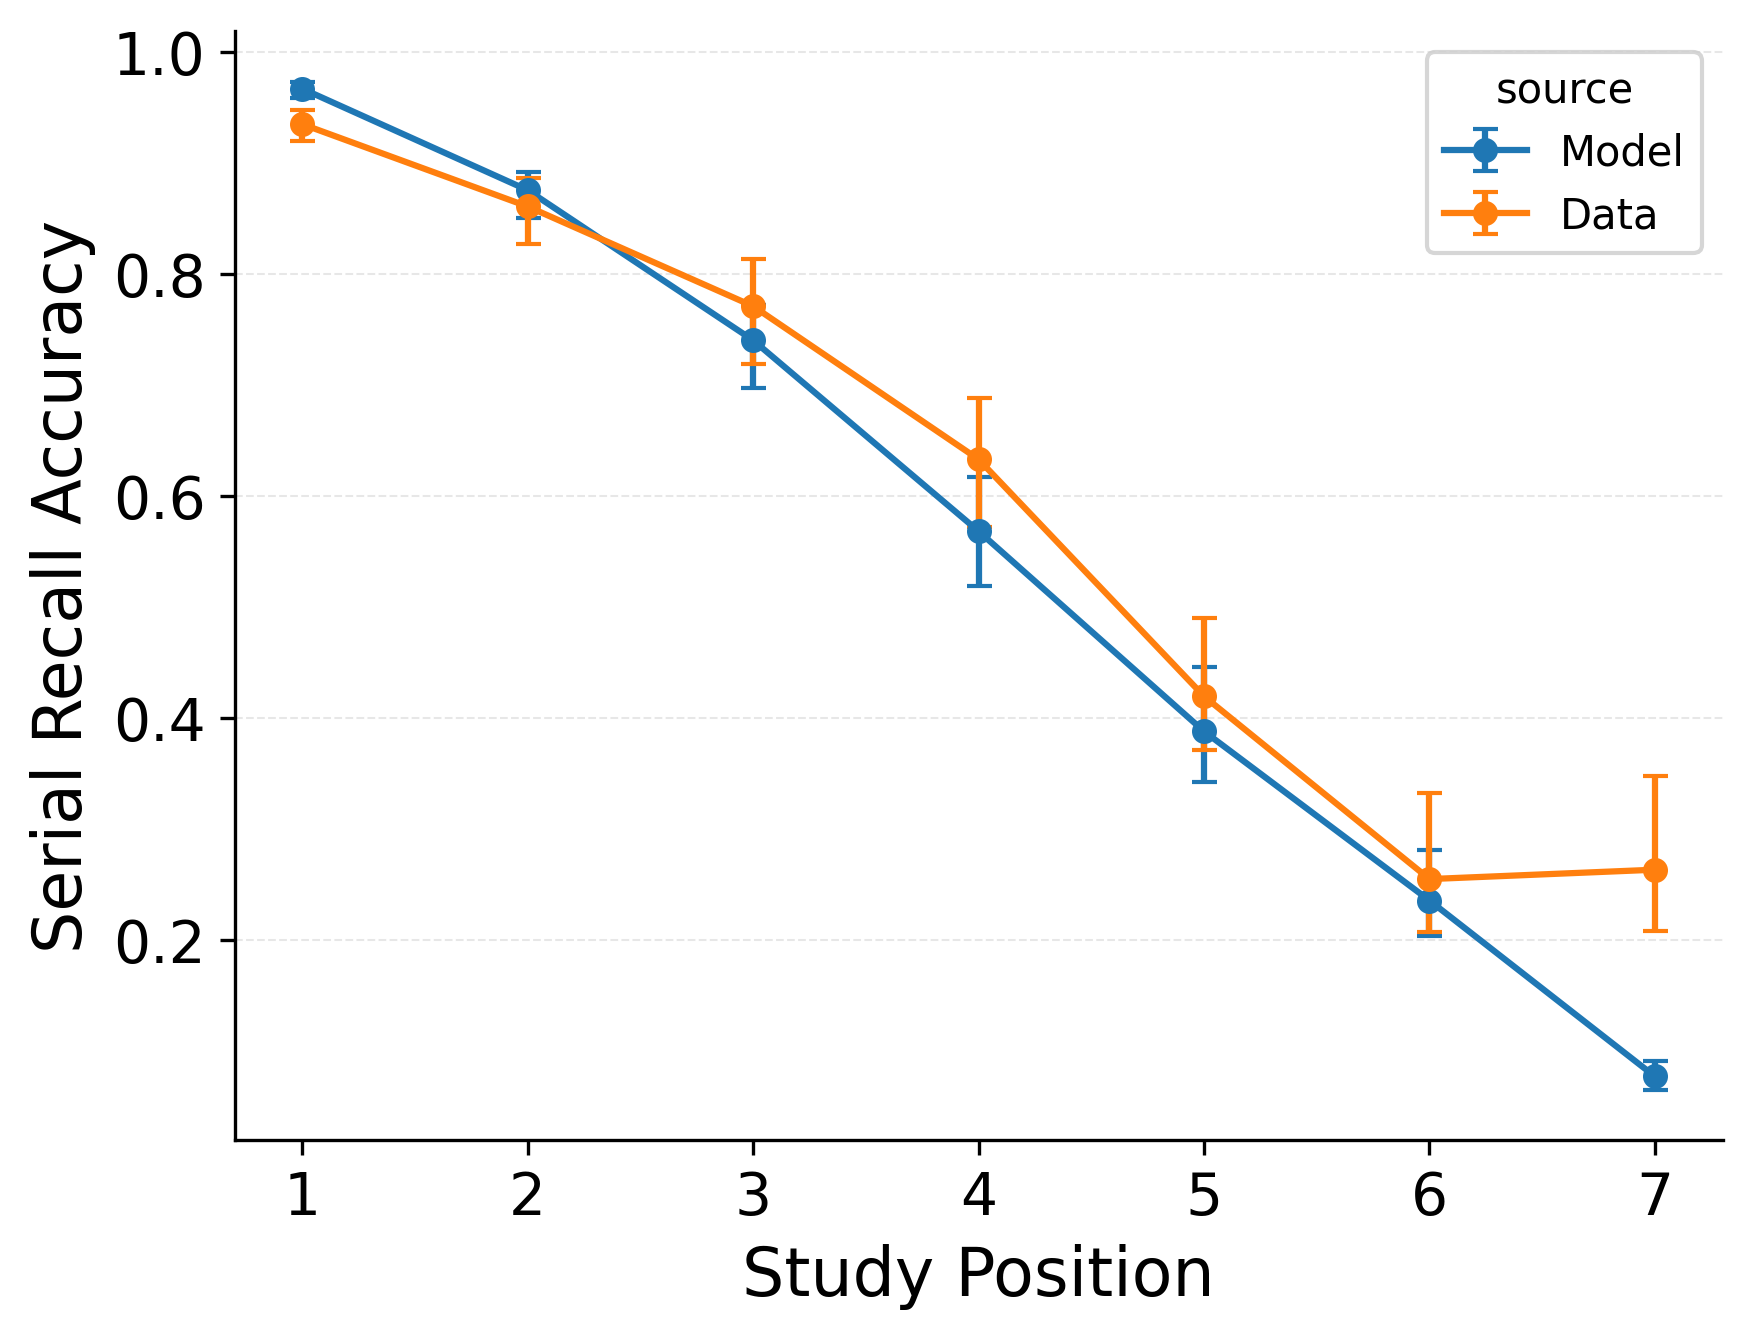 1.0
0.8
0.6
0.4
0.2
Serial Recall Accuracy
source
Model
Data
1 2 3 4 5 6 7
Study Position